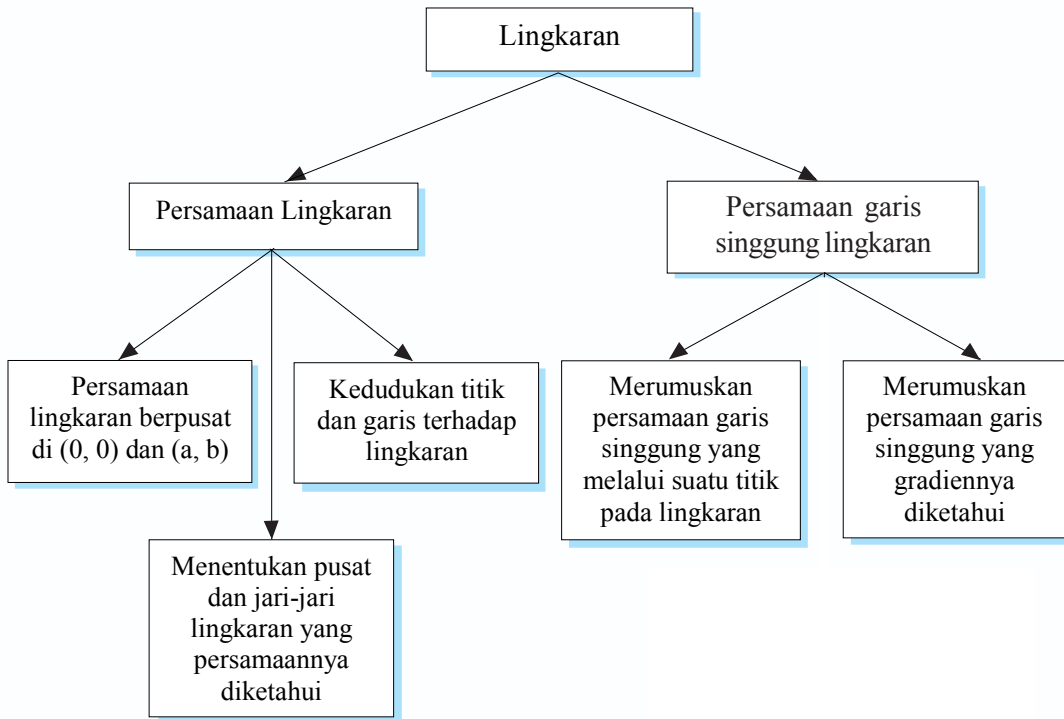 Lingkaran
Persamaan Lingkaran
Persamaan garis
singgung lingkaran
Persamaan
lingkaran berpusat
di (0, 0) dan (a, b)
Kedudukan titik
dan garis terhadap
lingkaran
Merumuskan
persamaan garis
singgung yang
melalui suatu titik
pada lingkaran
Merumuskan
persamaan garis
singgung yang
gradiennya
diketahui
Menentukan pusat
dan jari-jari
lingkaran yang
persamaannya
diketahui